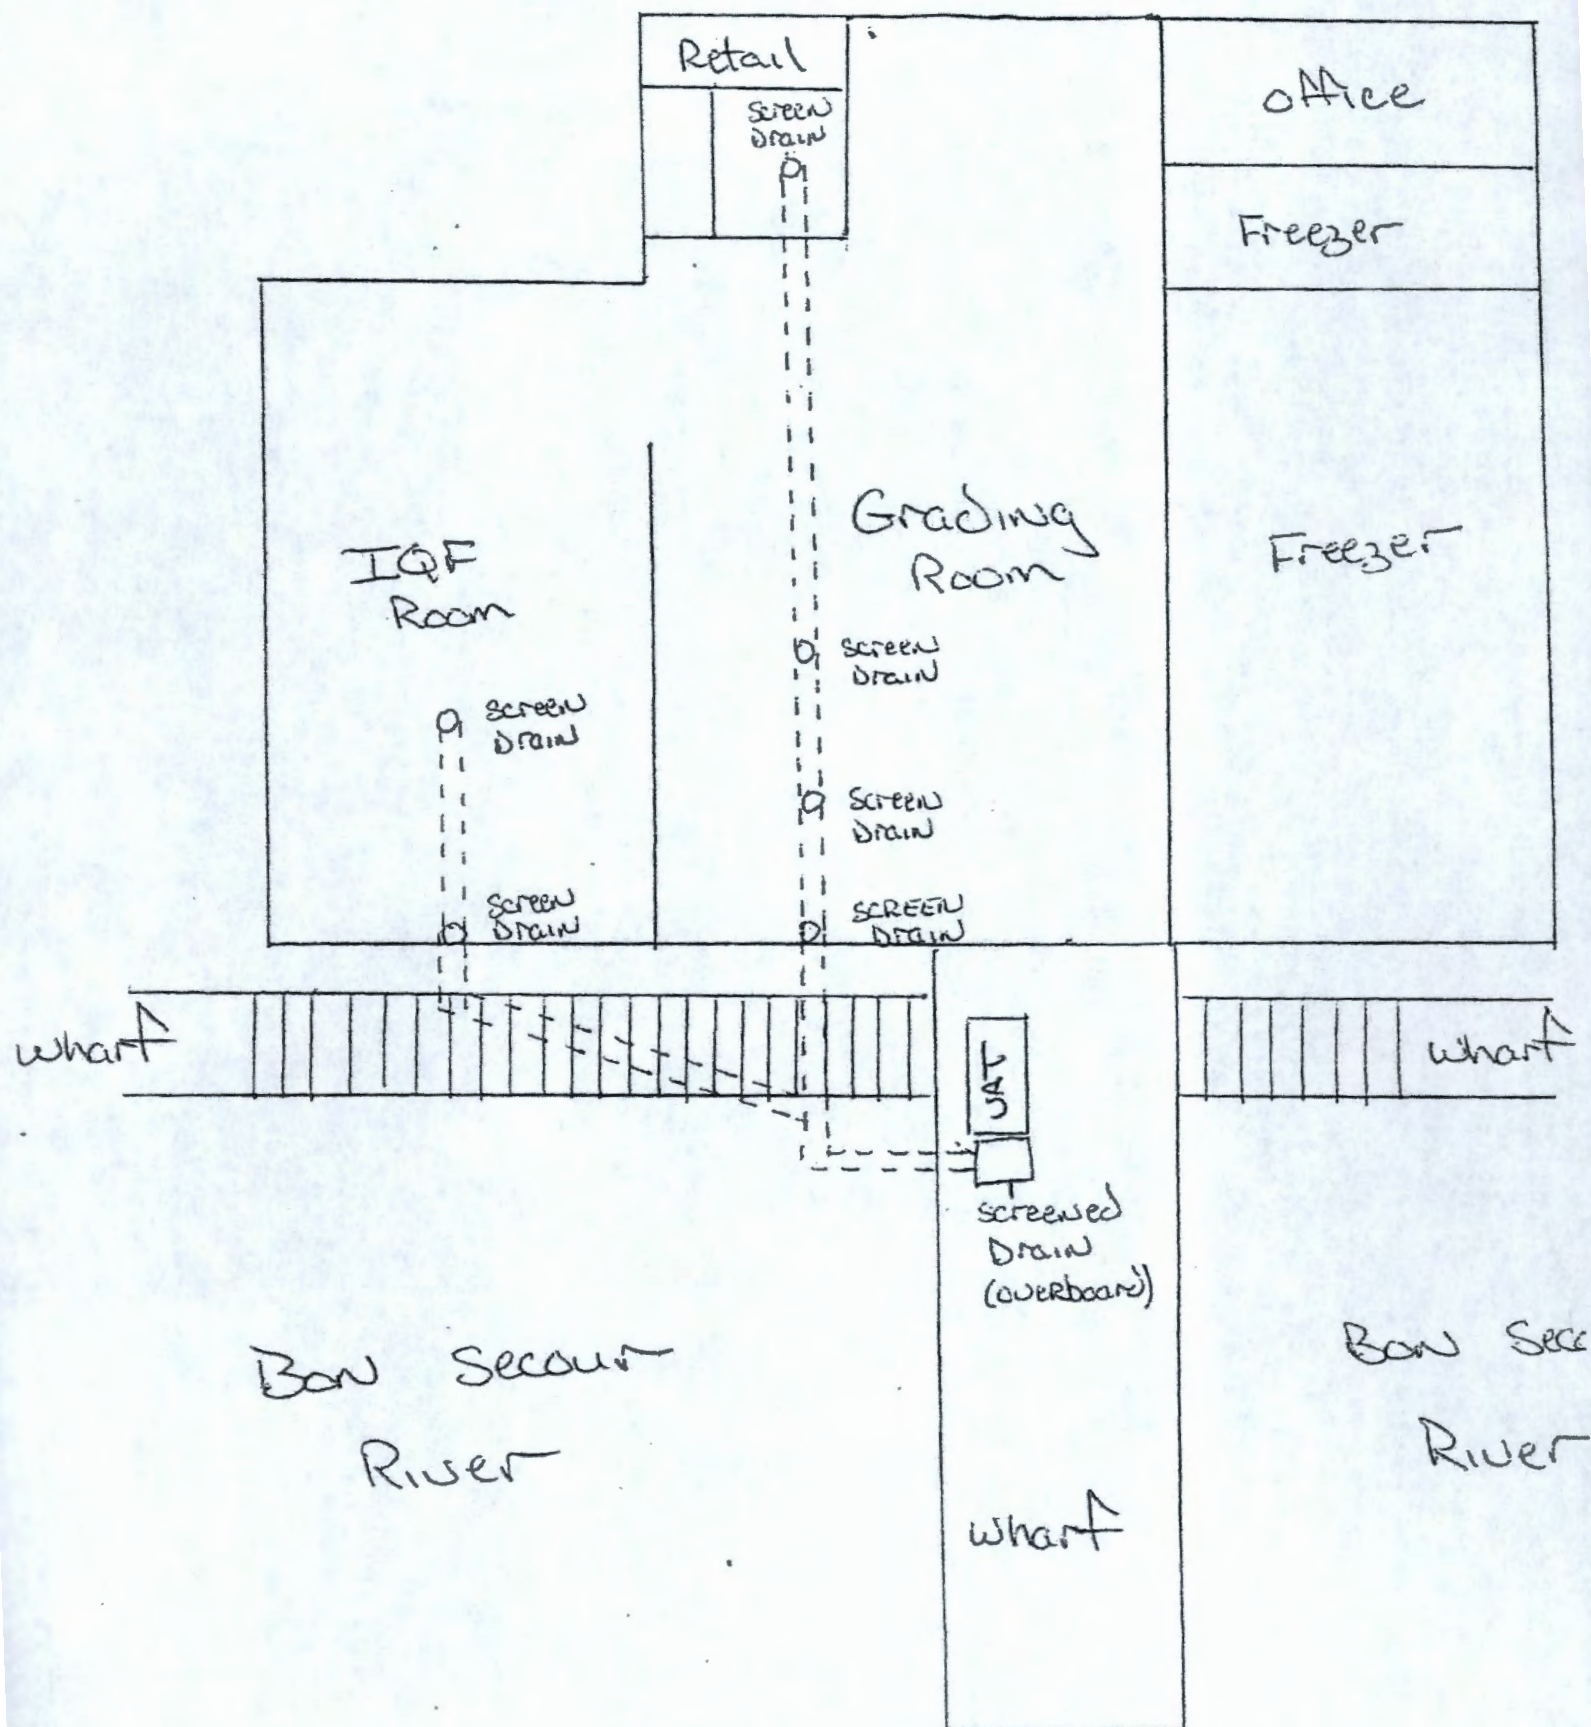 Retail
Screen
Drain
office
Freezer
Grading
Room
IQF
Room
Freezer
Screen
Drain
Screen
Drain
Screen
Drain
Screen
Drain
SCREEN
Drain
wharf
VAT
wharf
screened
Drain
(overboard)
Bon Secour
River
Bon Secc
River
wharf